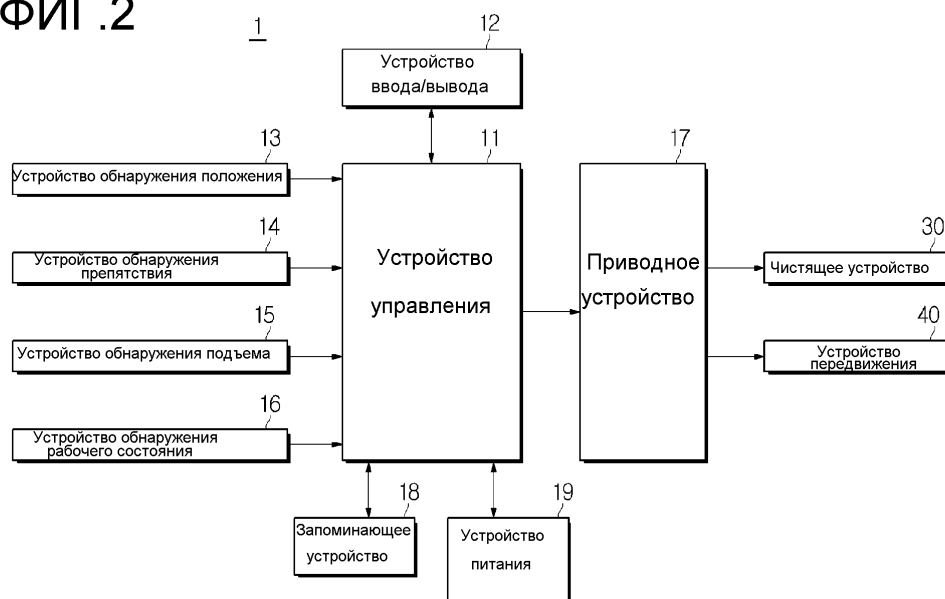 ФИГ.2
1
12
Устройство
ввода/вывода
13
Устройство обнаружения положения
14
Устройство обнаружения
препятствия
15
Устройство обнаружения подъема
16
Устройство обнаружения
рабочего состояния
11
Устройство
управления
17
Приводное
устройство
30
Чистящее устройство
40
Устройство
передвижения
18
Запоминающее
устройство
19
Устройство
питания